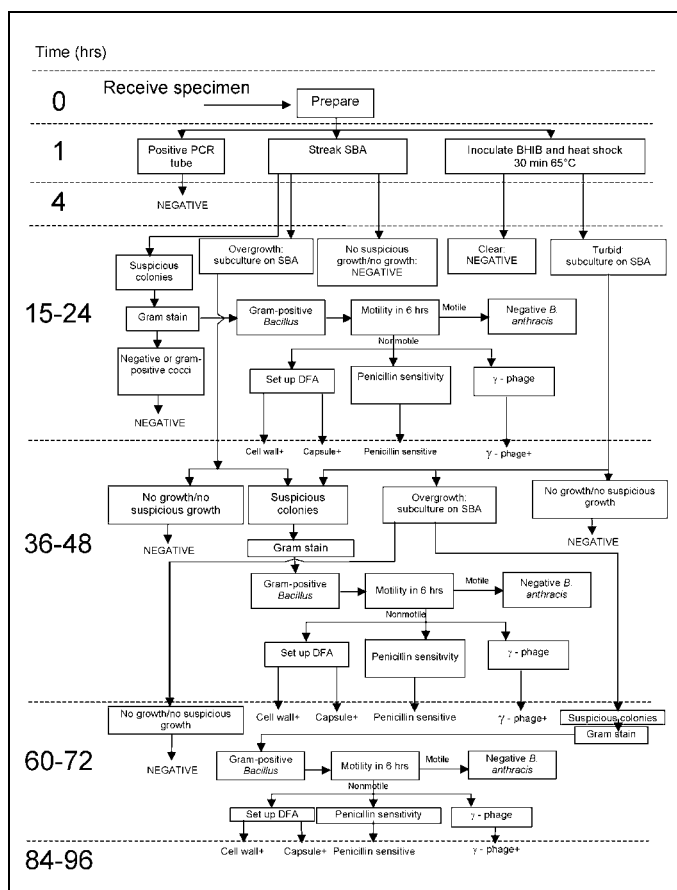 Time (hrs)
Receive specimen
0
Prepare
1
Positive PCR
tube
Streak SBA
Inoculate BHIB and heat shock
30 min 65°C
4
NEGATIVE
15-24
Suspicious
colonies
Overgrowth:
subculture on SBA
No suspicious
growth/no growth:
NEGATIVE
Clear:
NEGATIVE
Turbid:
subculture on SBA
Gram stain
Gram-positive
Bacillus
Motility in 6 hrs
Motile
Negative B.
anthracis
Nonmotile
Negative or gram-
positive cocci
Set up DFA
Penicillin sensitivity
γ - phage
NEGATIVE
Cell wall+
Capsule+
Penicillin sensitive
γ - phage+
36-48
No growth/no
suspicious growth
Suspicious
colonies
Overgrowth:
subculture on SBA
No growth/no suspicious
growth
NEGATIVE
Gram stain
NEGATIVE
Gram-positive
Bacillus
Motility in 6 hrs
Motile
Negative B.
anthracis
Nonmotile
Set up DFA
Penicillin sensitivity
γ - phage
Cell wall+
Capsule+
Penicillin sensitive
γ - phage+
60-72
No growth/no suspicious
growth
Suspicious colonies
Gram stain
NEGATIVE
Gram-positive
Bacillus
Motility in 6 hrs
Motile
Negative B.
anthracis
Nonmotile
Set up DFA
Penicillin sensitivity
γ - phage
84-96
Cell wall+
Capsule+
Penicillin sensitive
γ - phage+